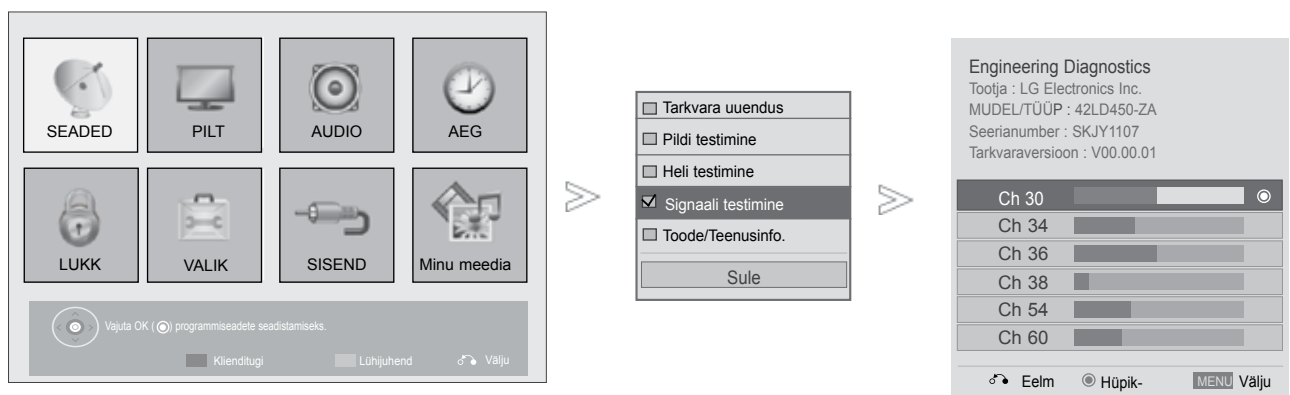 SEADED
PILT
AUDIO
AEG
LUKK
VALIK
SISEND
Minu meedia
Vajuta OK ( ) programmiseadete seadistamiseks.
Klienditugi
Lühijuhend
Välju
Tarkvara uuendus
Pildi testimine
Heli testimine
Signaali testimine
Toode/Teenusinfo.
Sule
Engineering Diagnostics
Tootja : LG Electronics Inc.
MUDEL/TÜÜP : 42LD450-ZA
Seerianumber : SKJY1107
Tarkvaraversioon : V00.00.01
Ch 30
Ch 34
Ch 36
Ch 38
Ch 54
Ch 60
Eelm
Hüpik-
MENU Välju